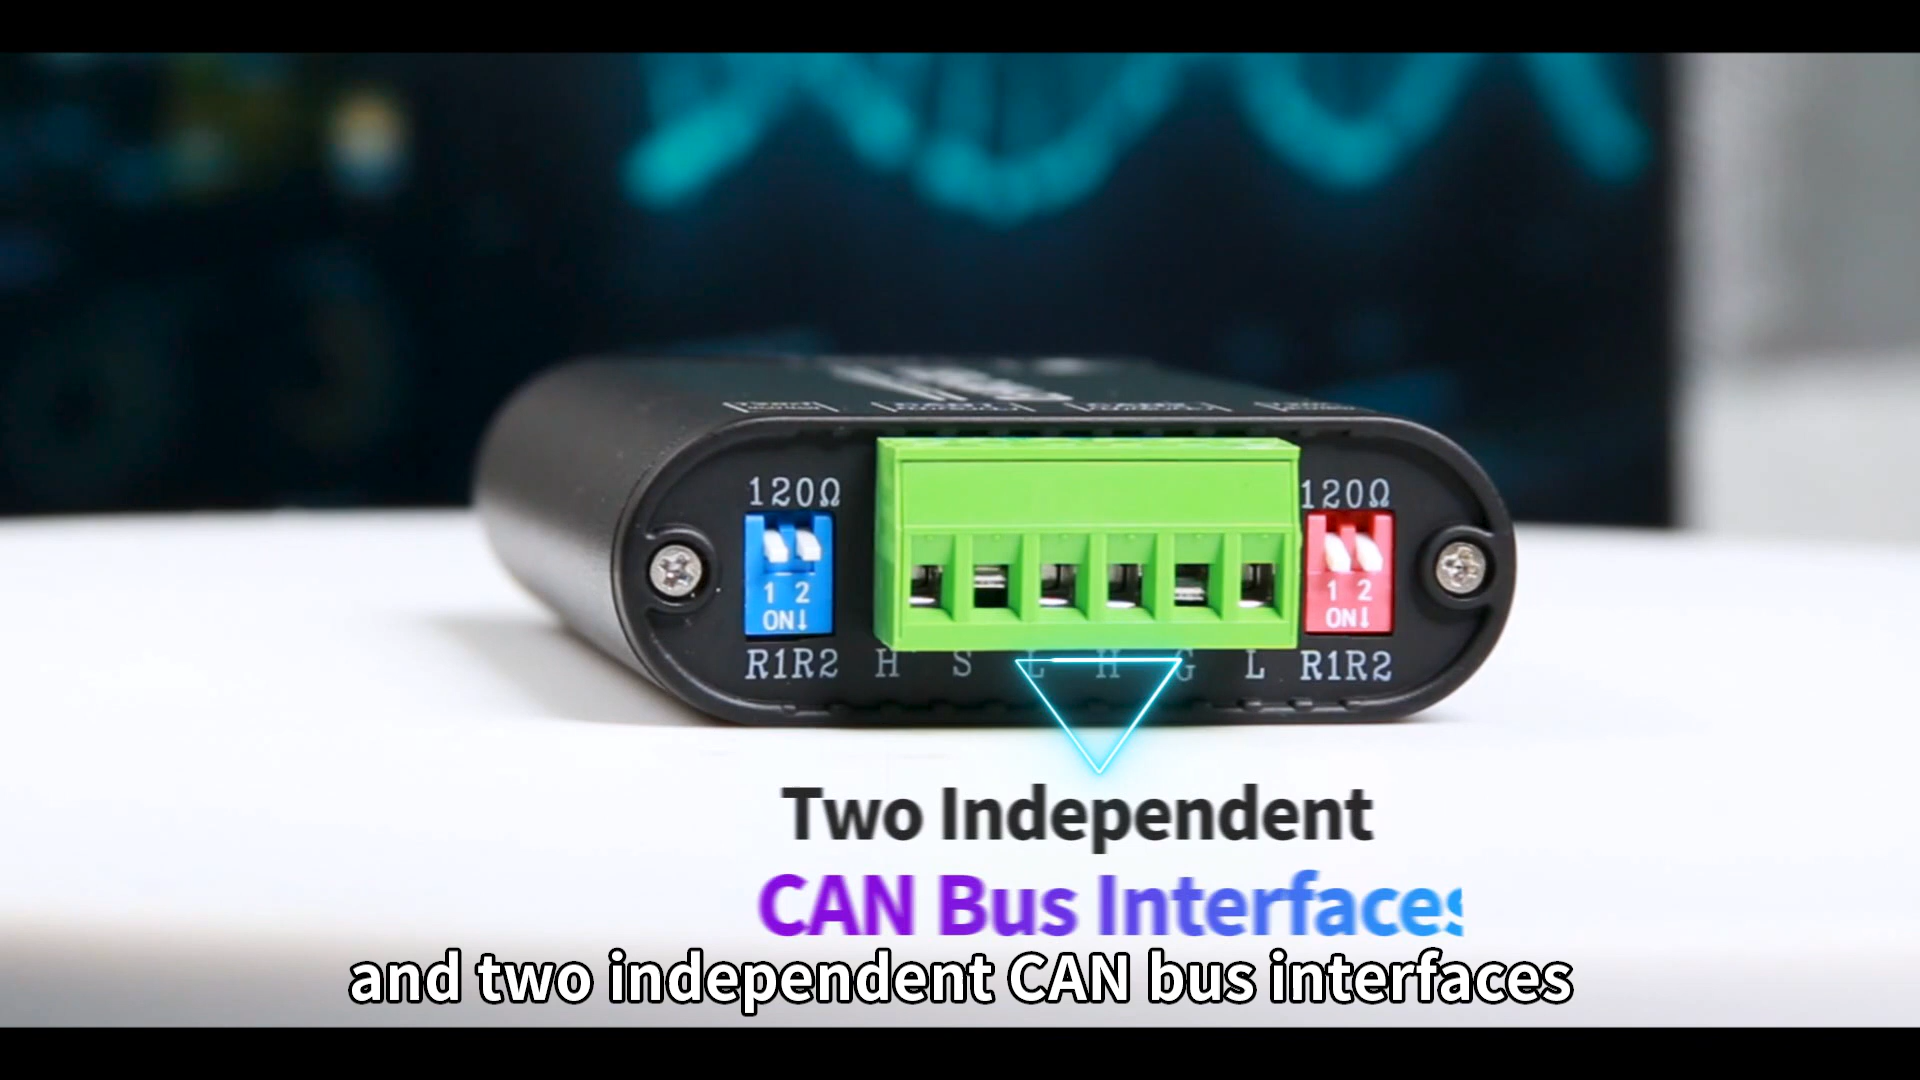 120Ω 120Ω
1 2 1 2
ON↓ ON↓
R1R2 H S L H G L R1R2
Two Independent
CAN Bus Interfaces
and two independent CAN bus interfaces